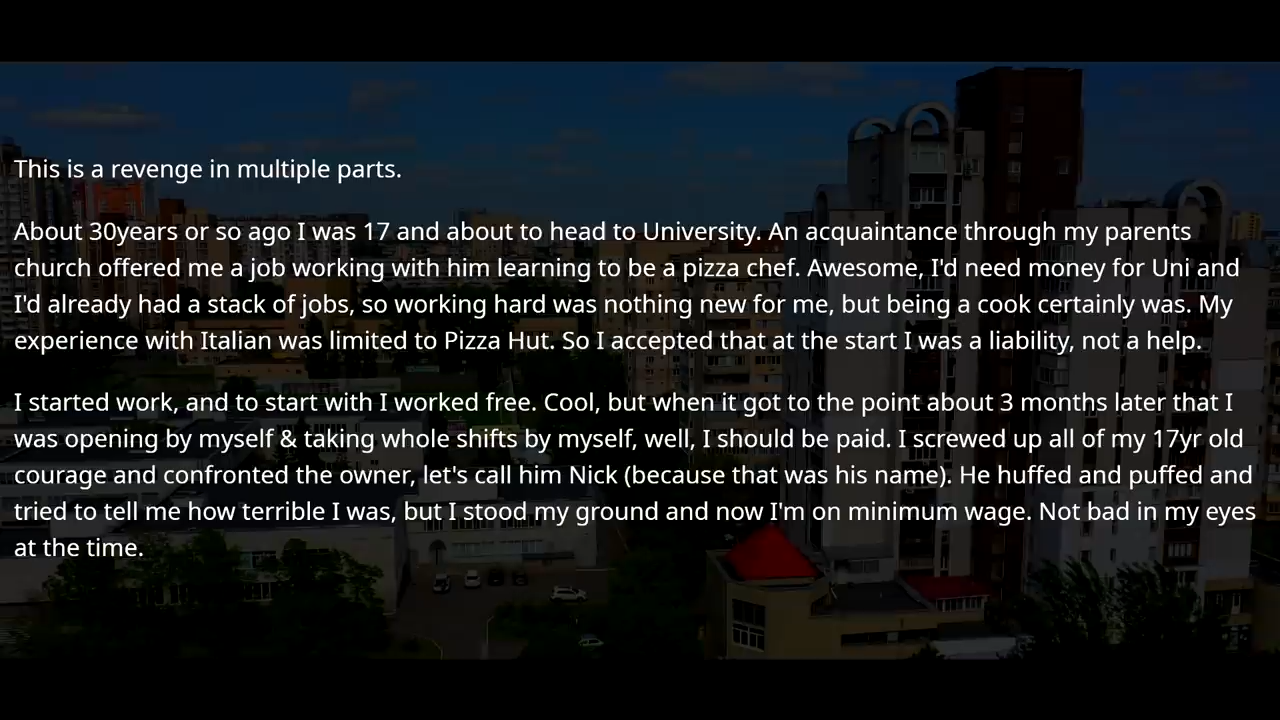 This is a revenge in multiple parts.
About 30years or so ago I was 17 and about to head to University. An acquaintance through my parents
church offered me a job working with him learning to be a pizza chef. Awesome, I'd need money for Uni and
I'd already had a stack of jobs, so working hard was nothing new for me, but being a cook certainly was. My
experience with Italian was limited to Pizza Hut. So I accepted that at the start I was a liability, not a help.
I started work, and to start with I worked free. Cool, but when it got to the point about 3 months later that I
was opening by myself & taking whole shifts by myself, well, I should be paid. I screwed up all of my 17yr old
courage and confronted the owner, let's call him Nick (because that was his name). He huffed and puffed and
tried to tell me how terrible I was, but I stood my ground and now I'm on minimum wage. Not bad in my eyes
at the time.